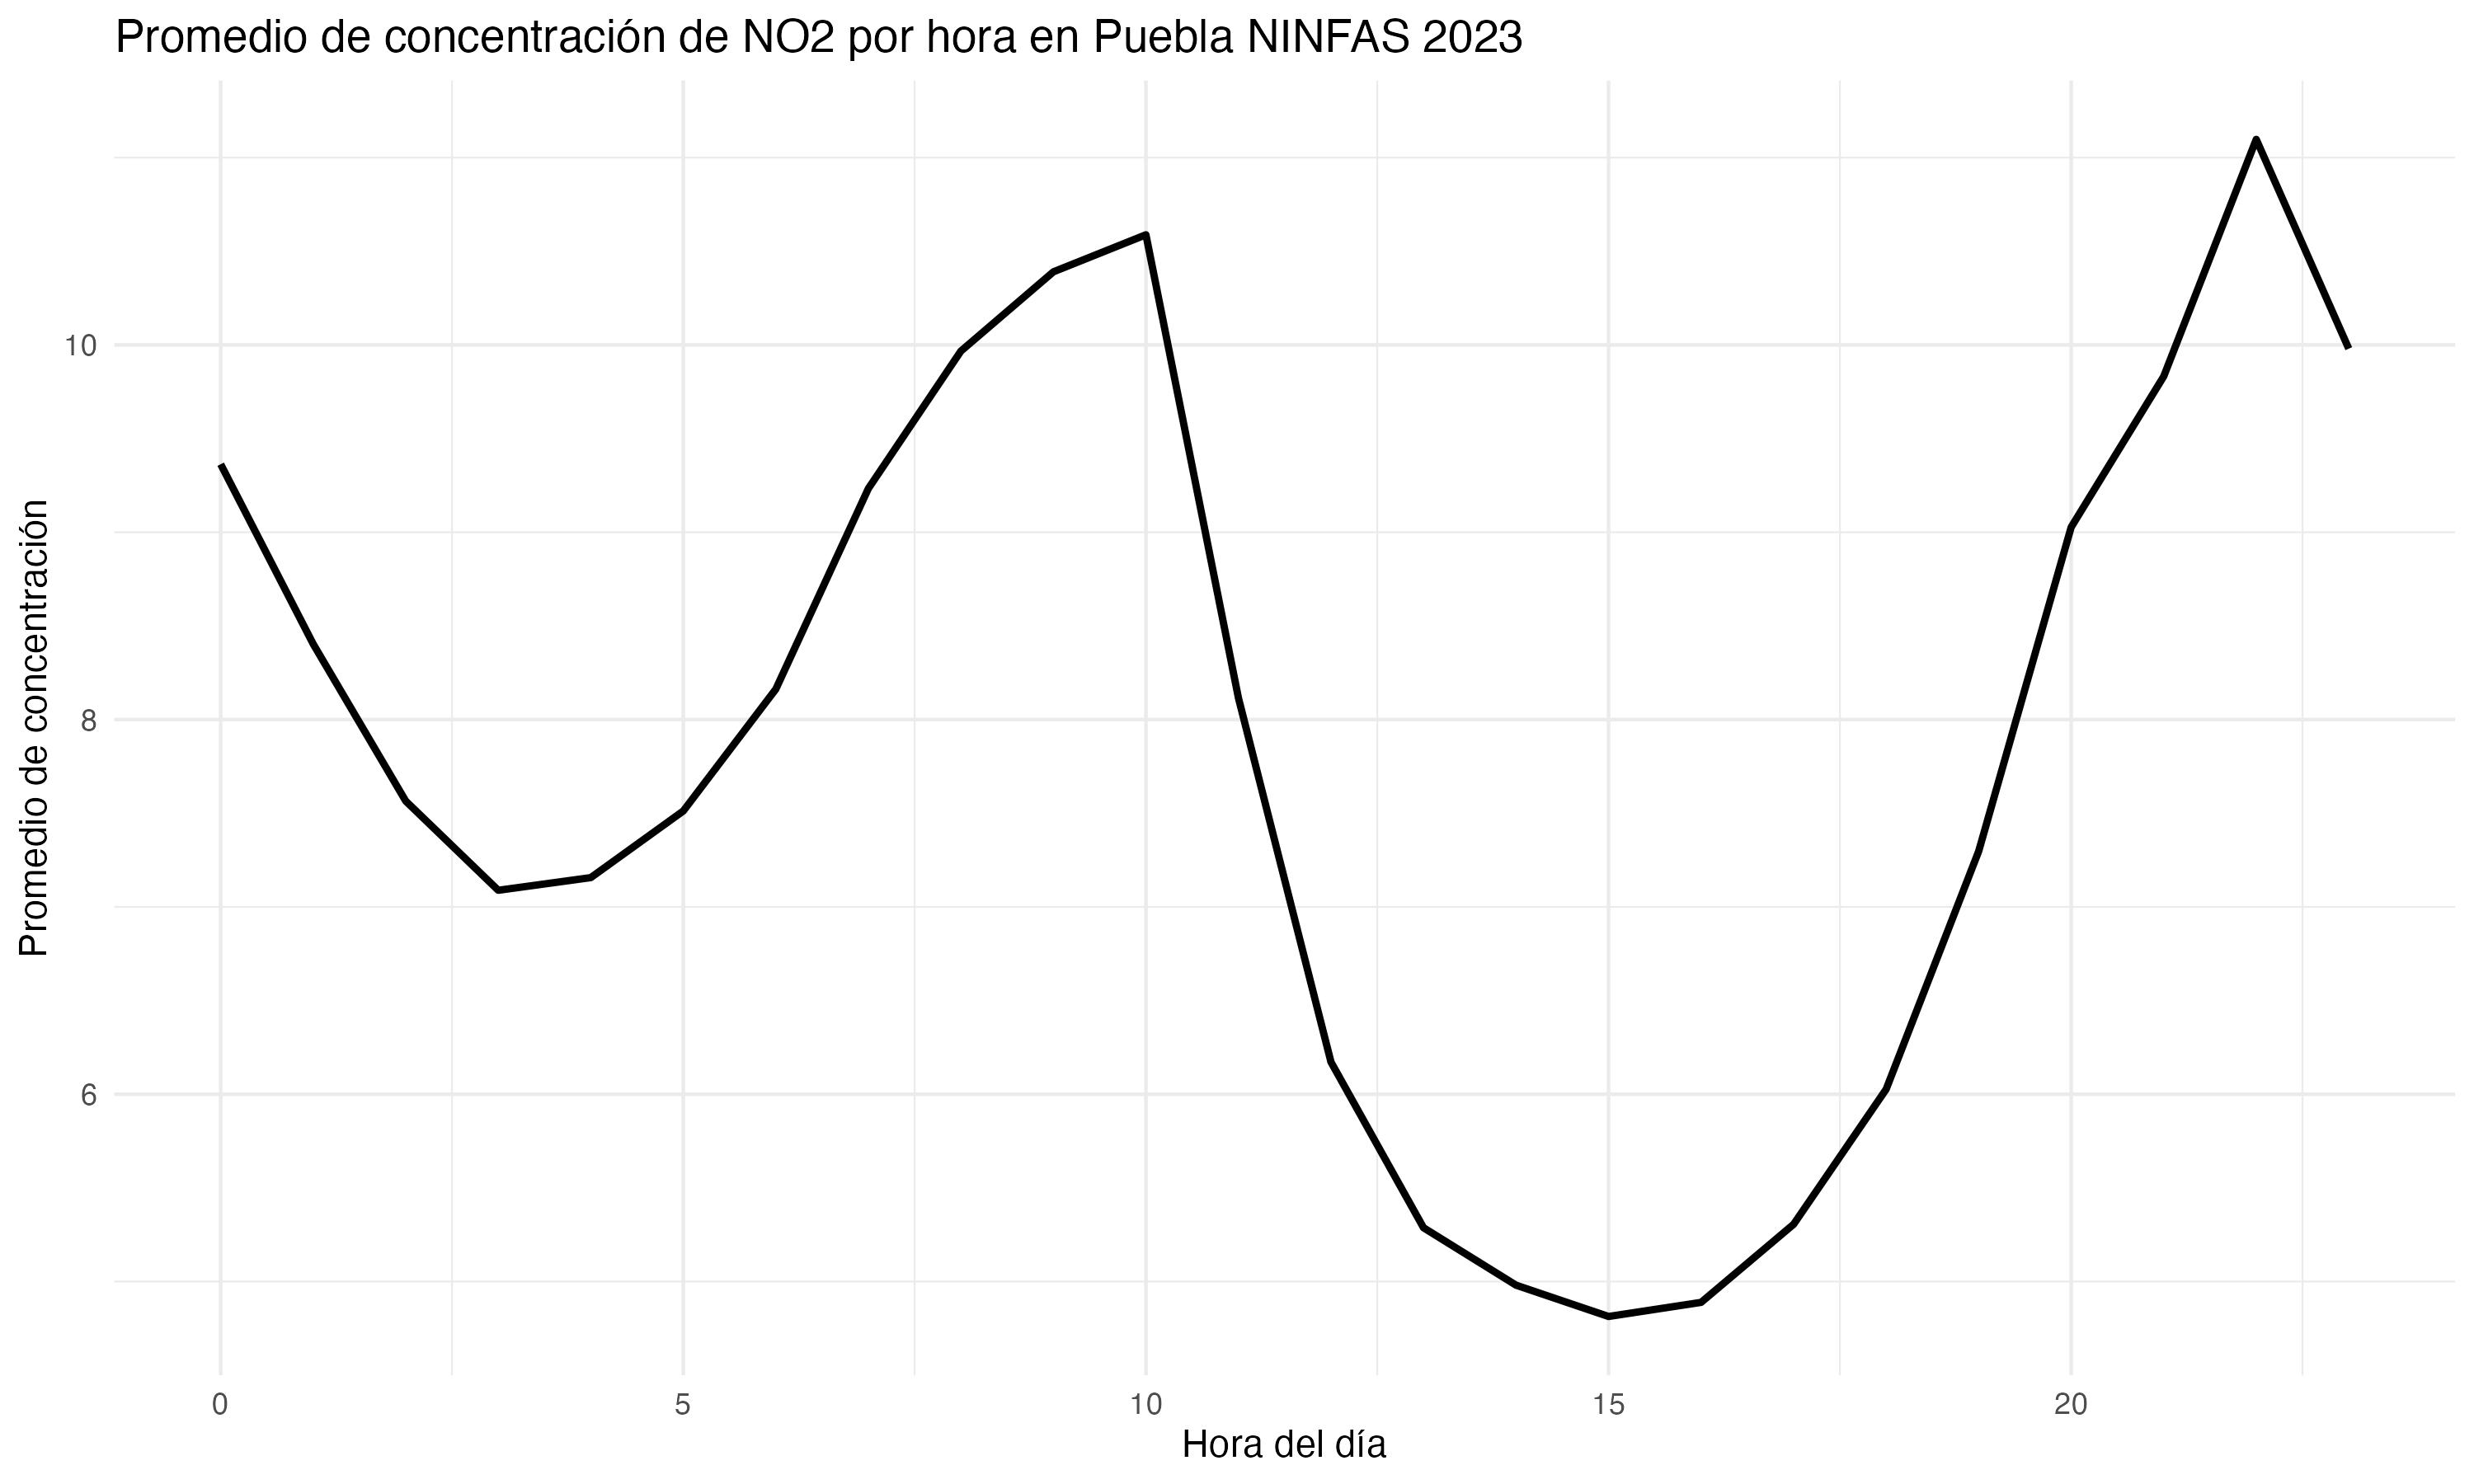 Promedio de concentración de NO2 por hora en Puebla NINFAS 2023
Promedio de concentración
10
8
6
0 5 10 15 20
Hora del día